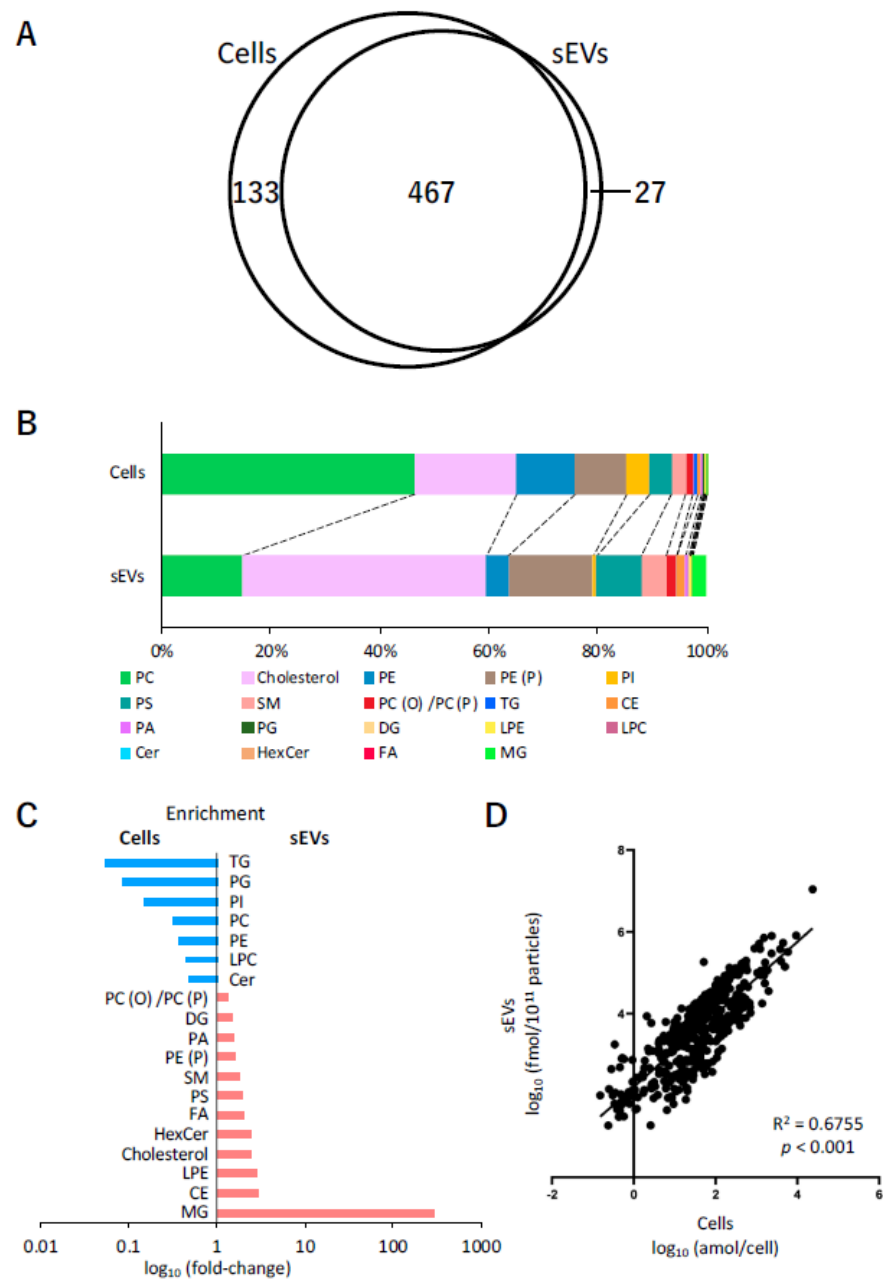 A
Cells
sEVs
133
467
27
B
Cells
sEVs
0%
20%
40%
60%
80%
100%
PC
Cholesterol
PE
PE (P)
PI
PS
SM
PC (O) /PC (P)
TG
CE
PA
PG
DG
LPE
LPC
Cer
HexCer
FA
MG
C
Enrichment
Cells
sEVs
TG
PG
PI
PC
PE
LPC
Cer
PC (O) /PC (P)
DG
PA
PE (P)
SM
PS
FA
HexCer
Cholesterol
LPE
CE
MG
0.01
0.1
1
10
100
1000
log₁₀ (fold-change)
D
8
6
4
sEVs
log₁₀ (fmol/10¹¹ particles)
R² = 0.6755
p < 0.001
-2
0
2
4
6
Cells
log₁₀ (amol/cell)